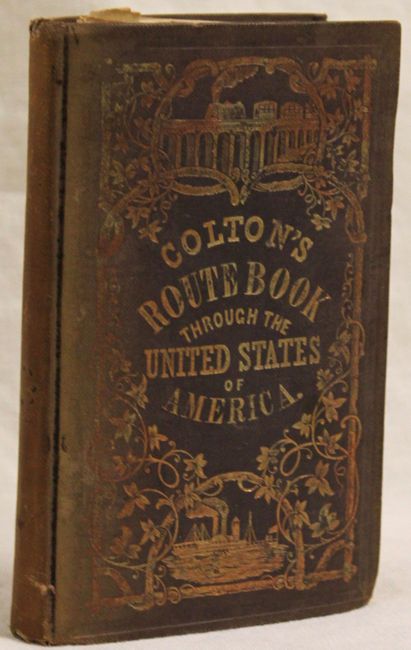 COLTON'S
ROUTE BOOK
THROUGH THE
UNITED STATES
OF
AMERICA.